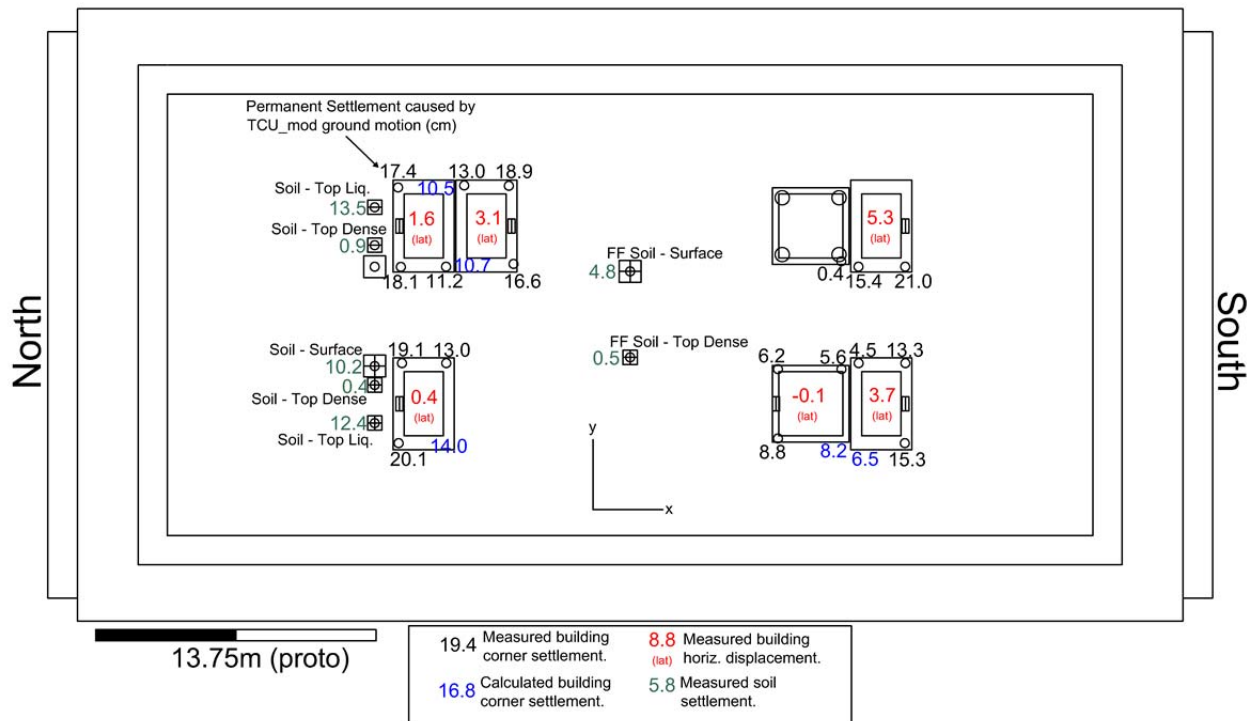 Permanent Settlement caused by
TCU_mod ground motion (cm)
17.4 13.0 18.9
Soil - Top Liq. 10.5
13.5 1.6 3.1 5.3
(lat) (lat) (lat)
Soil - Top Dense
0.9
FF Soil - Surface
10.7 4.8 0.4
18.1 11.2 16.6 15.4 21.0
North
South
FF Soil - Top Dense
Soil - Surface 19.1 13.0 0.5 6.2 5.6 4.5 13.3
10.2
0.4 0.4 -0.1 3.7
Soil - Top Dense (lat) (lat) (lat)
12.4
Soil - Top Liq. 14.0 8.8 8.2 6.5 15.3
20.1
y
x
13.75m (proto)
19.4 Measured building
corner settlement.
8.8 Measured building
(lat) horiz. displacement.
16.8 Calculated building
corner settlement.
5.8 Measured soil
settlement.